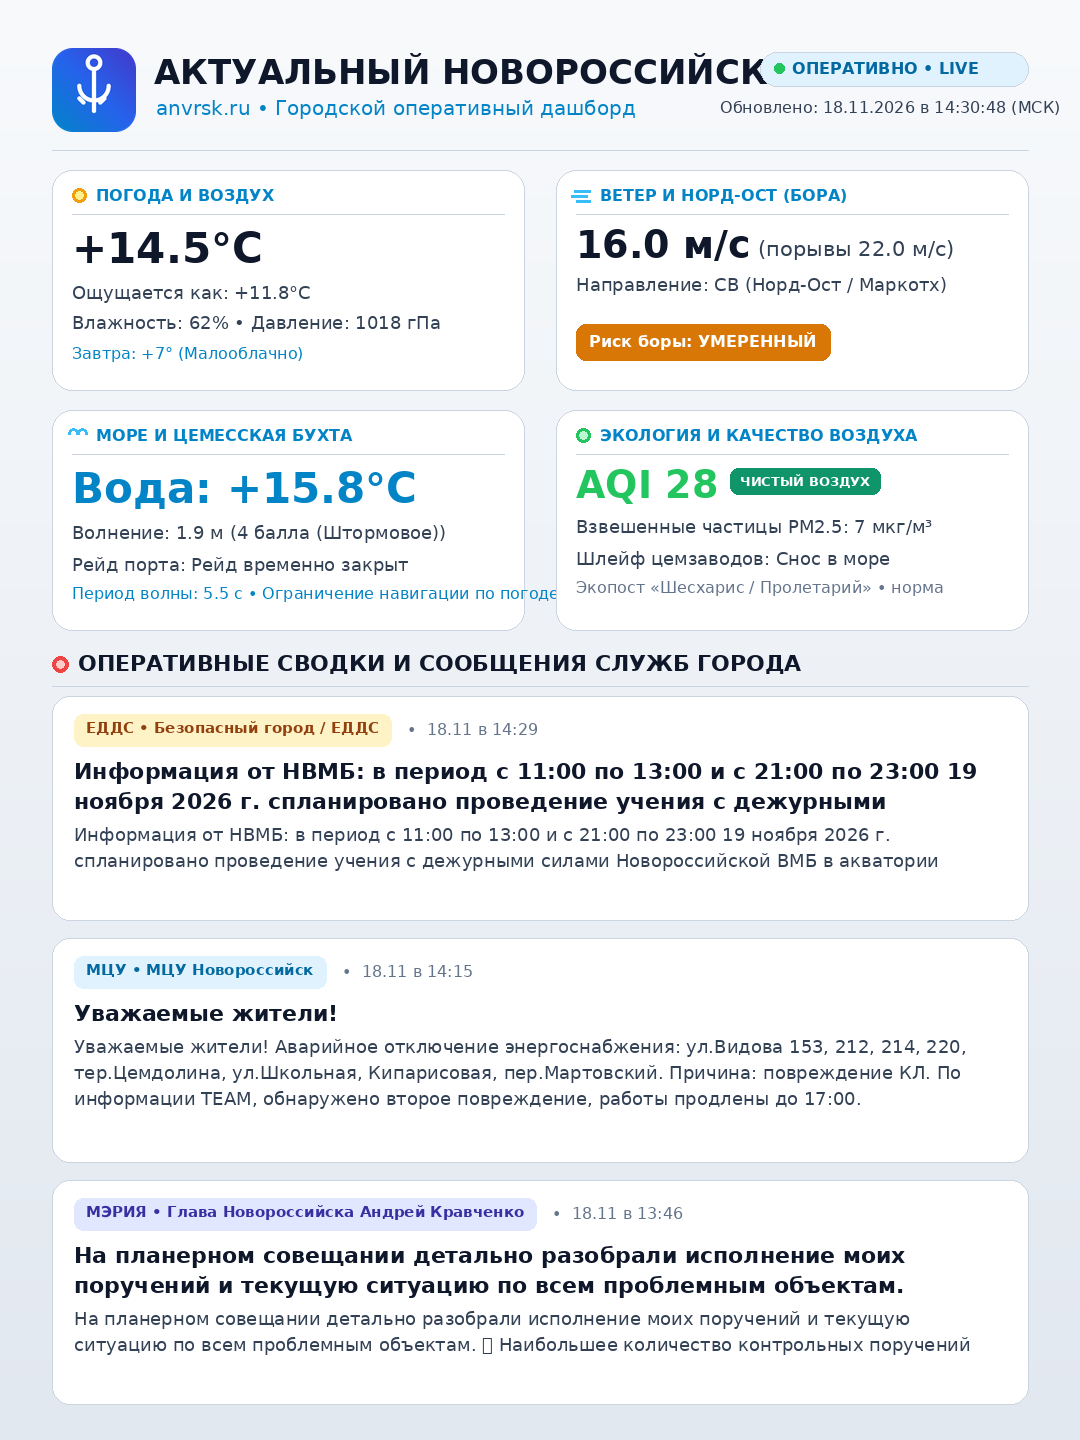 АКТУАЛЬНЫЙ НОВОРОССИЙСК
ОПЕРАТИВНО • LIVE
anvrsk.ru • Городской оперативный дашборд
Обновлено: 18.11.2026 в 14:30:48 (МСК)
ПОГОДА И ВОЗДУХ
+14.5°C
Ощущается как: +11.8°C
Влажность: 62% • Давление: 1018 гПа
Завтра: +7° (Малооблачно)
ВЕТЕР И НОРД-ОСТ (БОРА)
16.0 м/с (порывы 22.0 м/с)
Направление: СВ (Норд-Ост / Маркотх)
Риск боры: УМЕРЕННЫЙ
МОРЕ И ЦЕМЕССКАЯ БУХТА
Вода: +15.8°C
Волнение: 1.9 м (4 балла (Штормовое))
Рейд порта: Рейд временно закрыт
Период волны: 5.5 с • Ограничение навигации по погоде
ЭКОЛОГИЯ И КАЧЕСТВО ВОЗДУХА
AQI 28 ЧИСТЫЙ ВОЗДУХ
Взвешенные частицы PM2.5: 7 мкг/м³
Шлейф цемзаводов: Снос в море
Экопост «Шесхарис / Пролетарий» • норма
ОПЕРАТИВНЫЕ СВОДКИ И СООБЩЕНИЯ СЛУЖБ ГОРОДА
ЕДДС • Безопасный город / ЕДДС • 18.11 в 14:29
Информация от НВМБ: в период с 11:00 по 13:00 и с 21:00 по 23:00 19
ноября 2026 г. спланировано проведение учения с дежурными
Информация от НВМБ: в период с 11:00 по 13:00 и с 21:00 по 23:00 19 ноября 2026 г.
спланировано проведение учения с дежурными силами Новороссийской ВМБ в акватории
МЦУ • МЦУ Новороссийск • 18.11 в 14:15
Уважаемые жители!
Уважаемые жители! Аварийное отключение энергоснабжения: ул.Видова 153, 212, 214, 220,
тер.Цемдолина, ул.Школьная, Кипарисовая, пер.Мартовский. Причина: повреждение КЛ. По
информации ТЕАМ, обнаружено второе повреждение, работы продлены до 17:00.
МЭРИЯ • Глава Новороссийска Андрей Кравченко • 18.11 в 13:46
На планерном совещании детально разобрали исполнение моих
поручений и текущую ситуацию по всем проблемным объектам.
На планерном совещании детально разобрали исполнение моих поручений и текущую
ситуацию по всем проблемным объектам. Наибольшее количество контрольных поручений